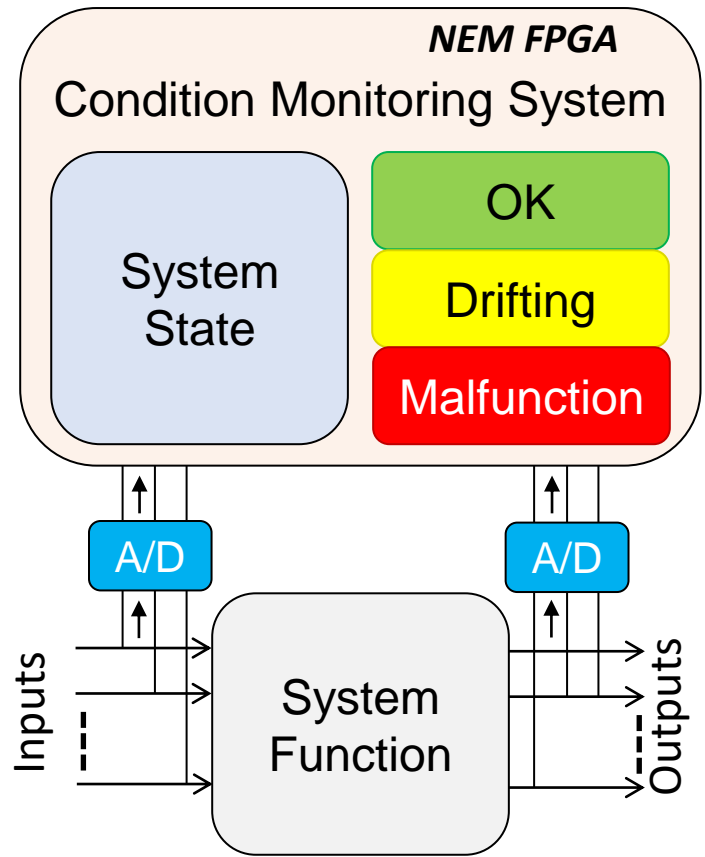 NEM FPGA
Condition Monitoring System
System
State
OK
Drifting
Malfunction
A/D
A/D
Inputs
System
Function
Outputs